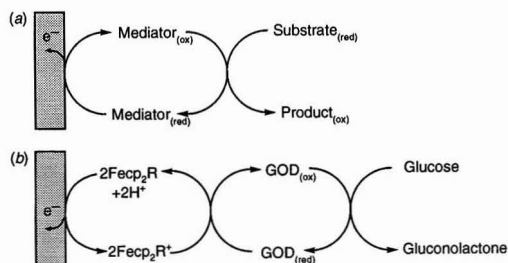 (a)
Mediator(ox)
Substrate(red)
e⁻
Mediator(red)
Product(ox)
(b)
2Fecp₂R
+2H⁺
GOD(ox)
Glucose
e⁻
2Fecp₂R⁺
GOD(red)
Gluconolactone